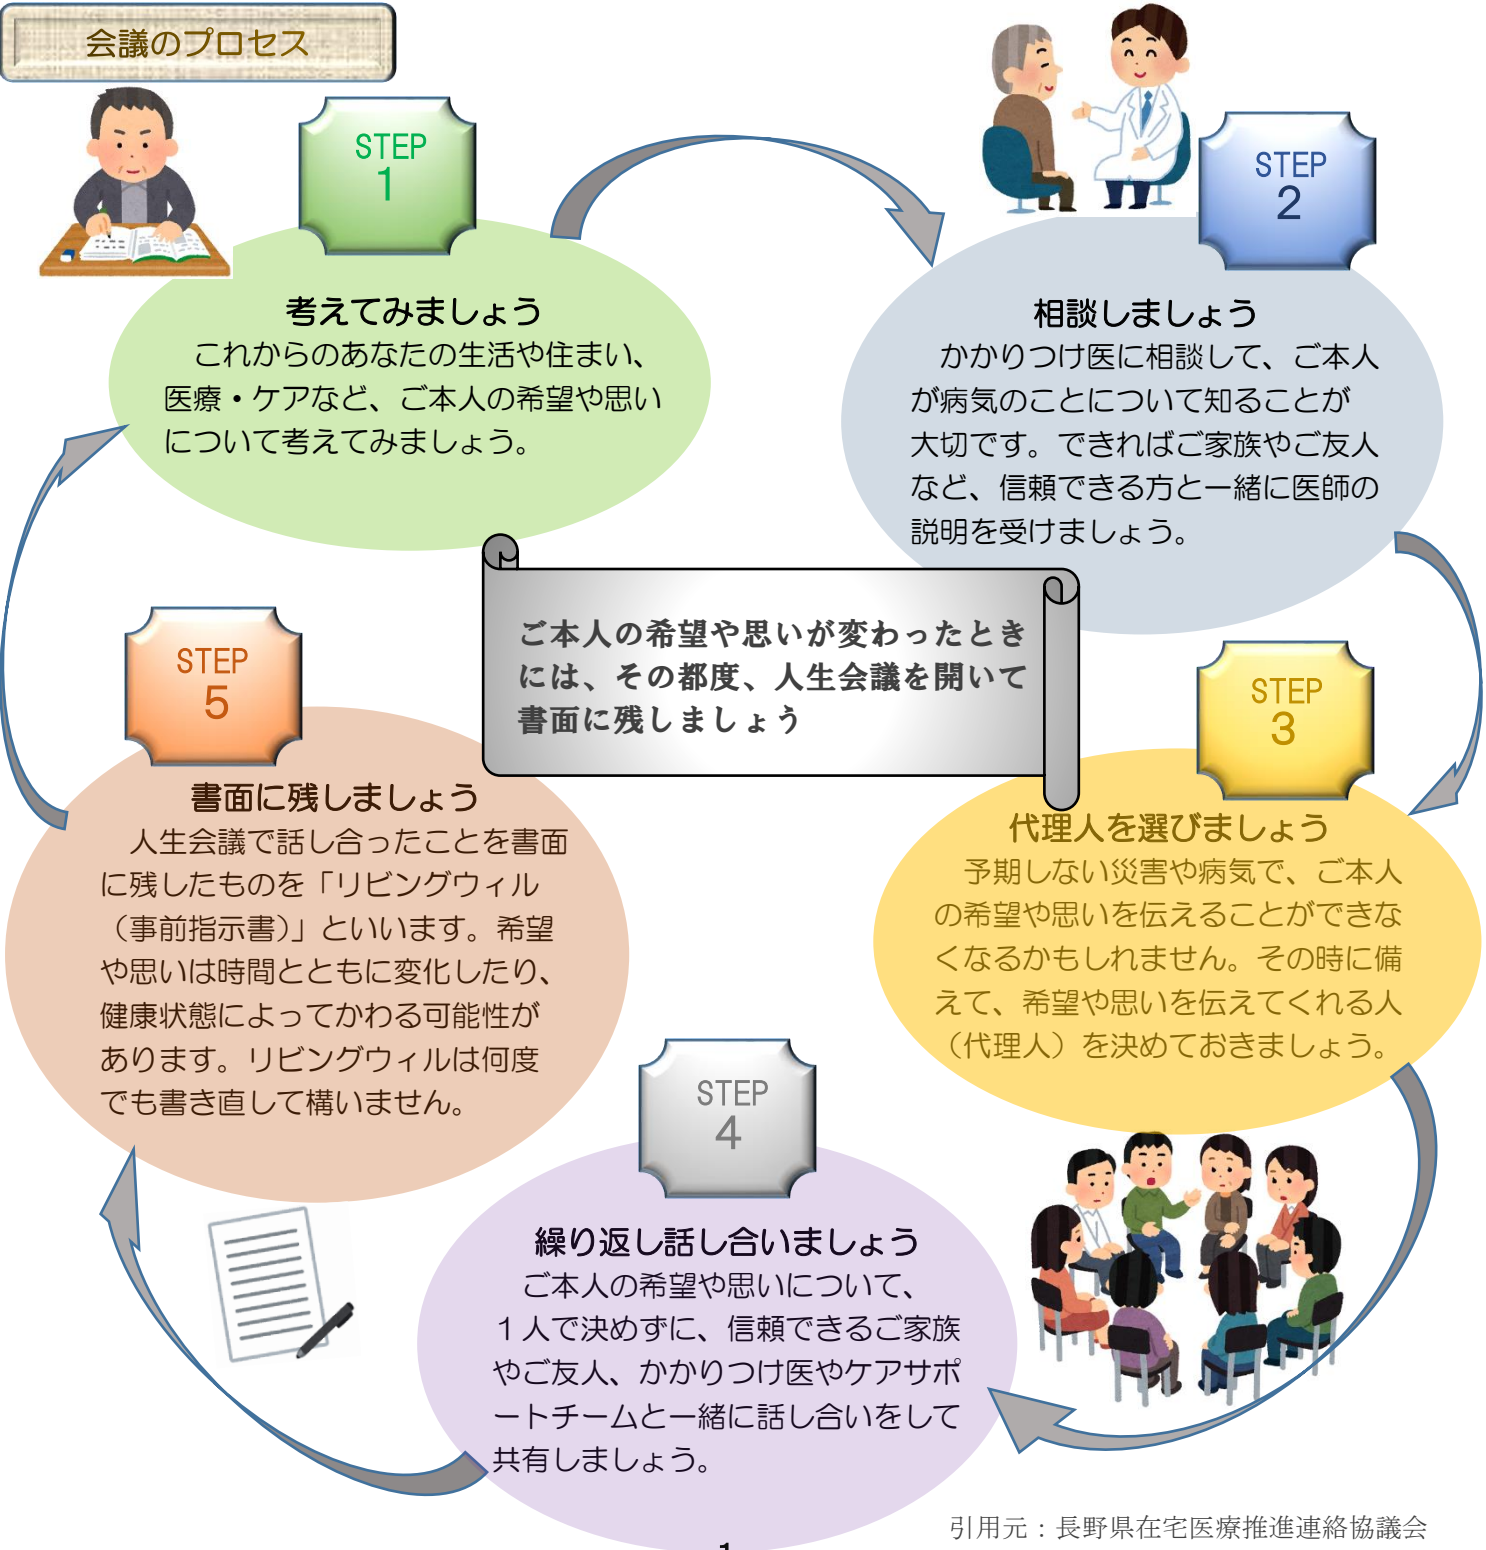 会議のプロセス
STEP
1
考えてみましょう
これからのあなたの生活や住まい、
医療・ケアなど、ご本人の希望や思い
について考えてみましょう。
STEP
2
相談しましょう
かかりつけ医に相談して、ご本人
が病気のことについて知ることが
大切です。できればご家族やご友人
など、信頼できる方と一緒に医師の
説明を受けましょう。
ご本人の希望や思いが変わったとき
には、その都度、人生会議を開いて
書面に残しましょう
STEP
3
代理人を選びましょう
予期しない災害や病気で、ご本人
の希望や思いを伝えることができな
くなるかもしれません。その時に備
えて、希望や思いを伝えてくれる人
（代理人）を決めておきましょう。
STEP
4
繰り返し話し合いましょう
ご本人の希望や思いについて、
１人で決めずに、信頼できるご家族
やご友人、かかりつけ医やケアサポ
ートチームと一緒に話し合いをして
共有しましょう。
STEP
5
書面に残しましょう
人生会議で話し合ったことを書面
に残したものを「リビングウィル
（事前指示書）」といいます。希望
や思いは時間とともに変化したり、
健康状態によってかわる可能性が
あります。リビングウィルは何度
でも書き直して構いません。
引用元：長野県在宅医療推進連絡協議会
1